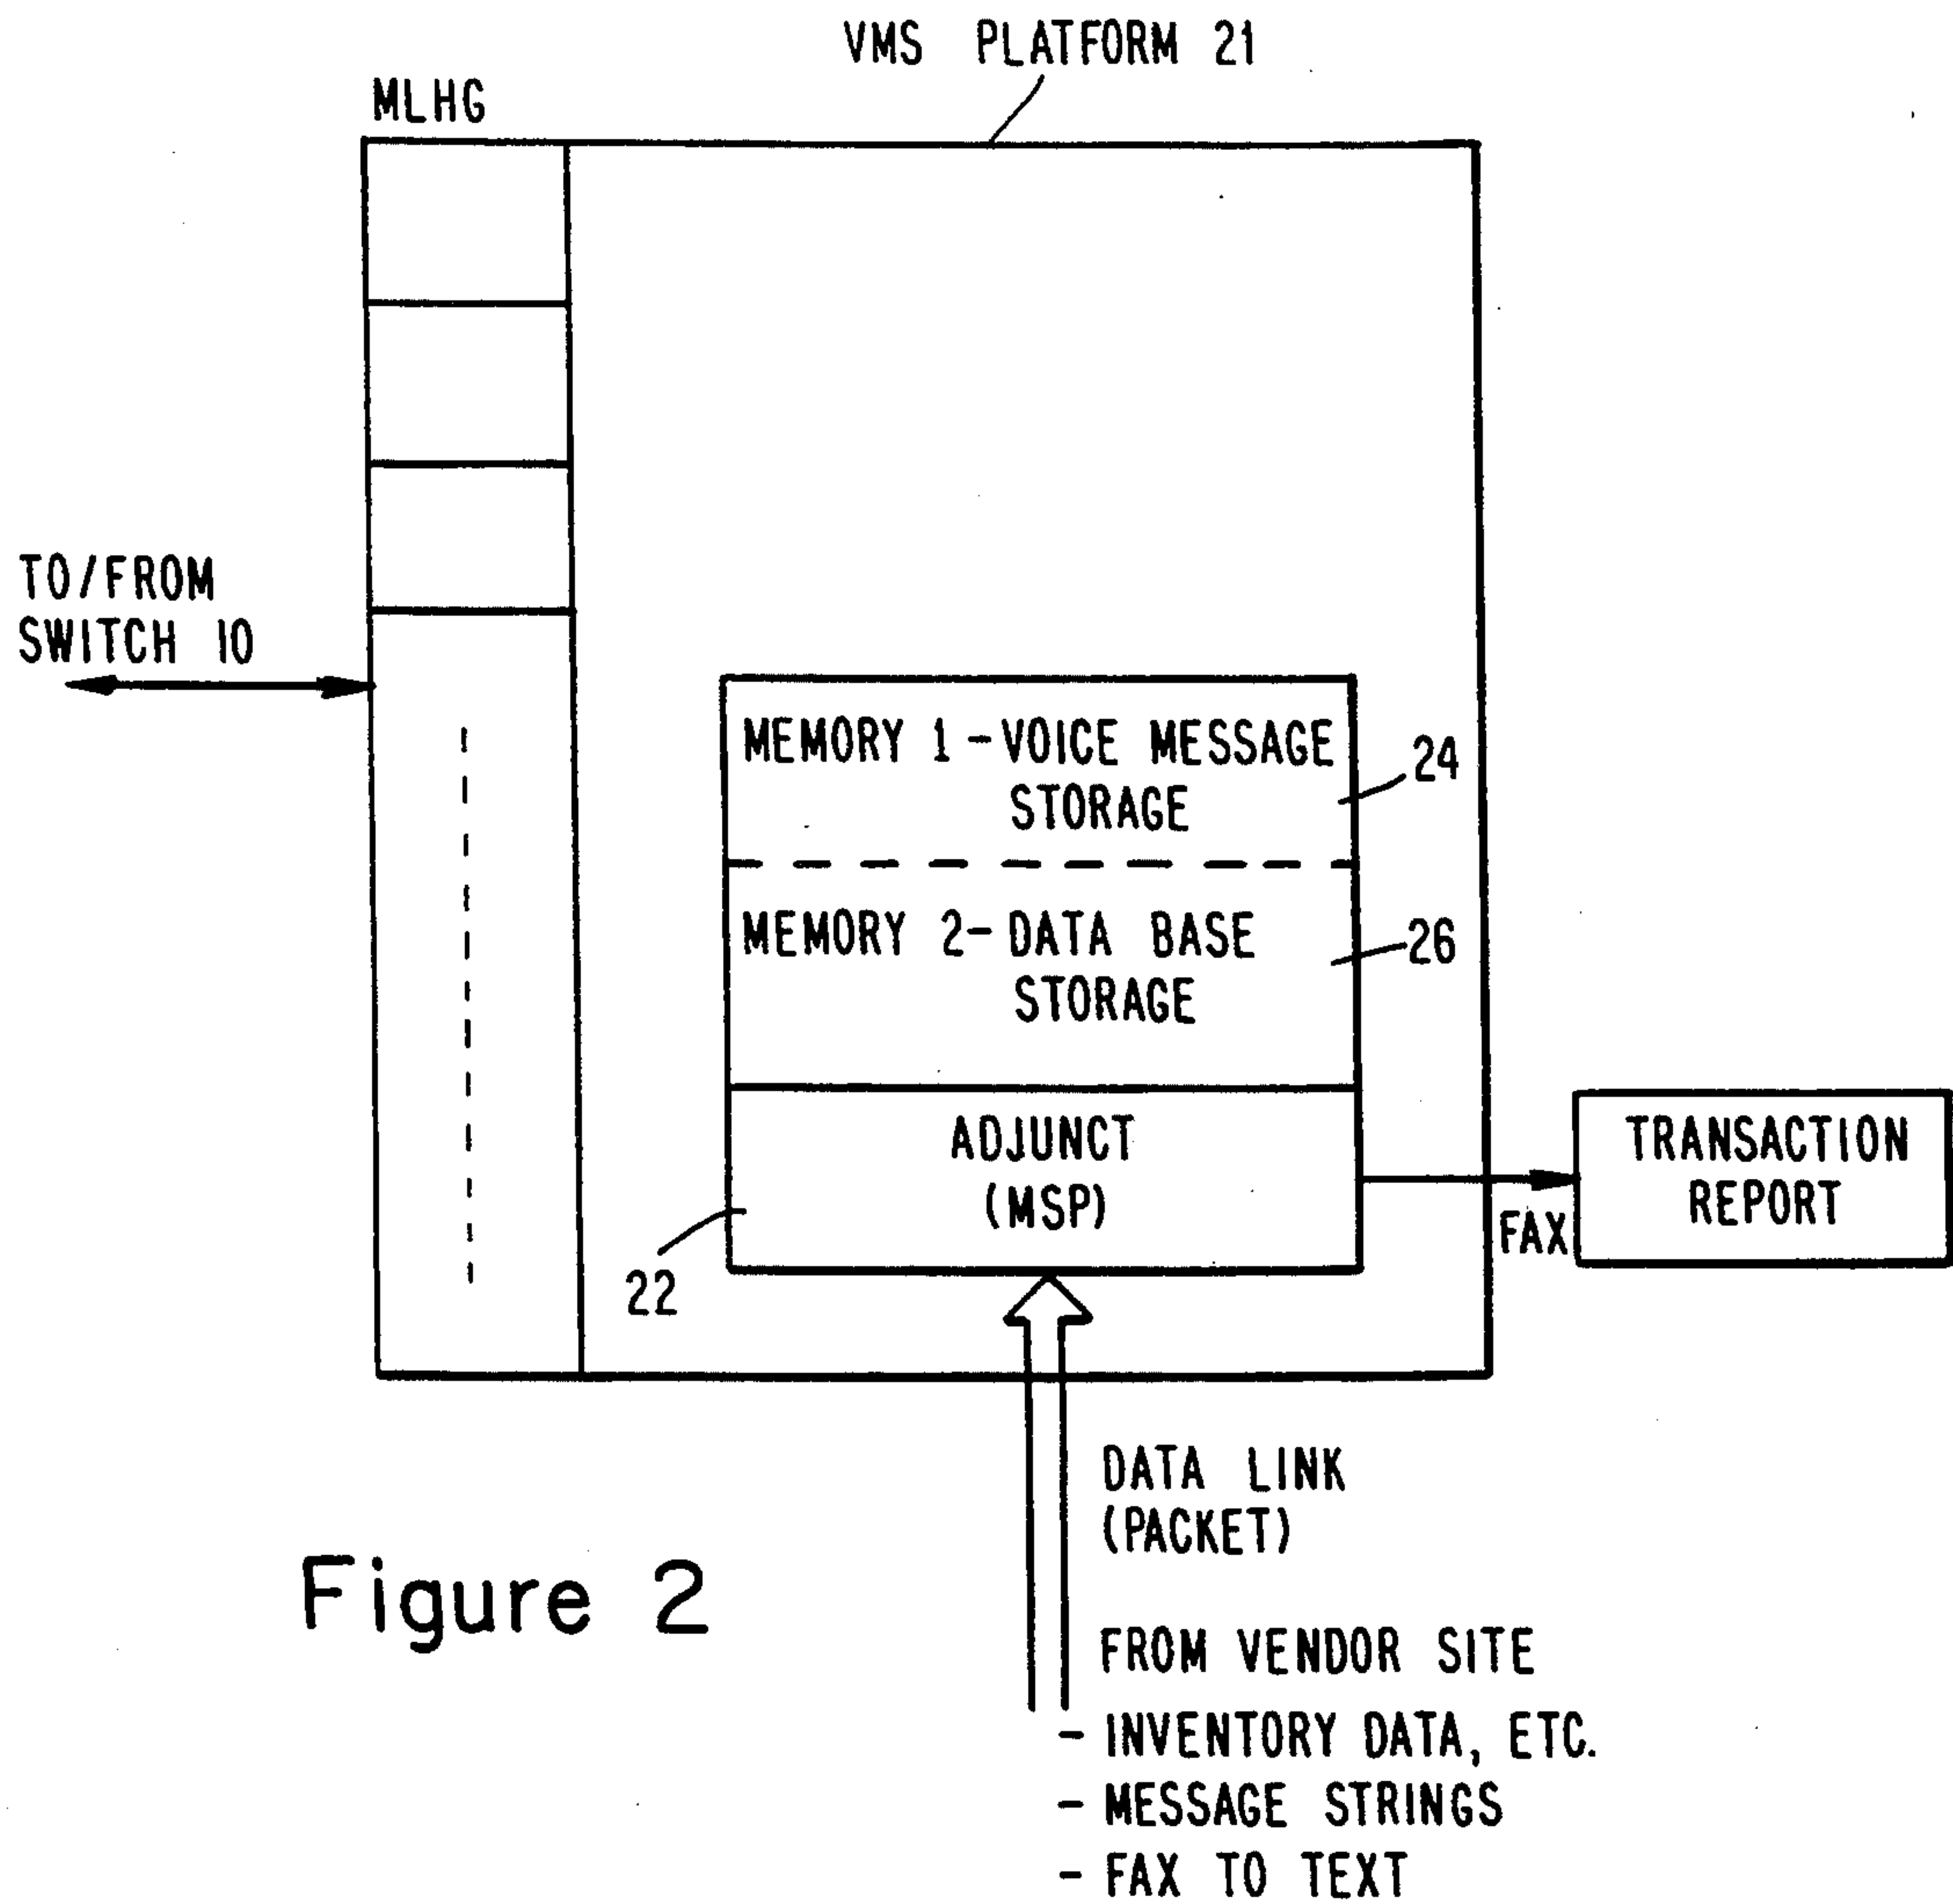 VMS PLATFORM 21
MLHG
TO/FROM
SWITCH 10
MEMORY 1-VOICE MESSAGE
STORAGE
24
MEMORY 2-DATA BASE
STORAGE
26
ADJUNCT
(MSP)
22
FAX
TRANSACTION
REPORT
DATA LINK
(PACKET)
FROM VENDOR SITE
- INVENTORY DATA, ETC.
- MESSAGE STRINGS
- FAX TO TEXT
Figure 2